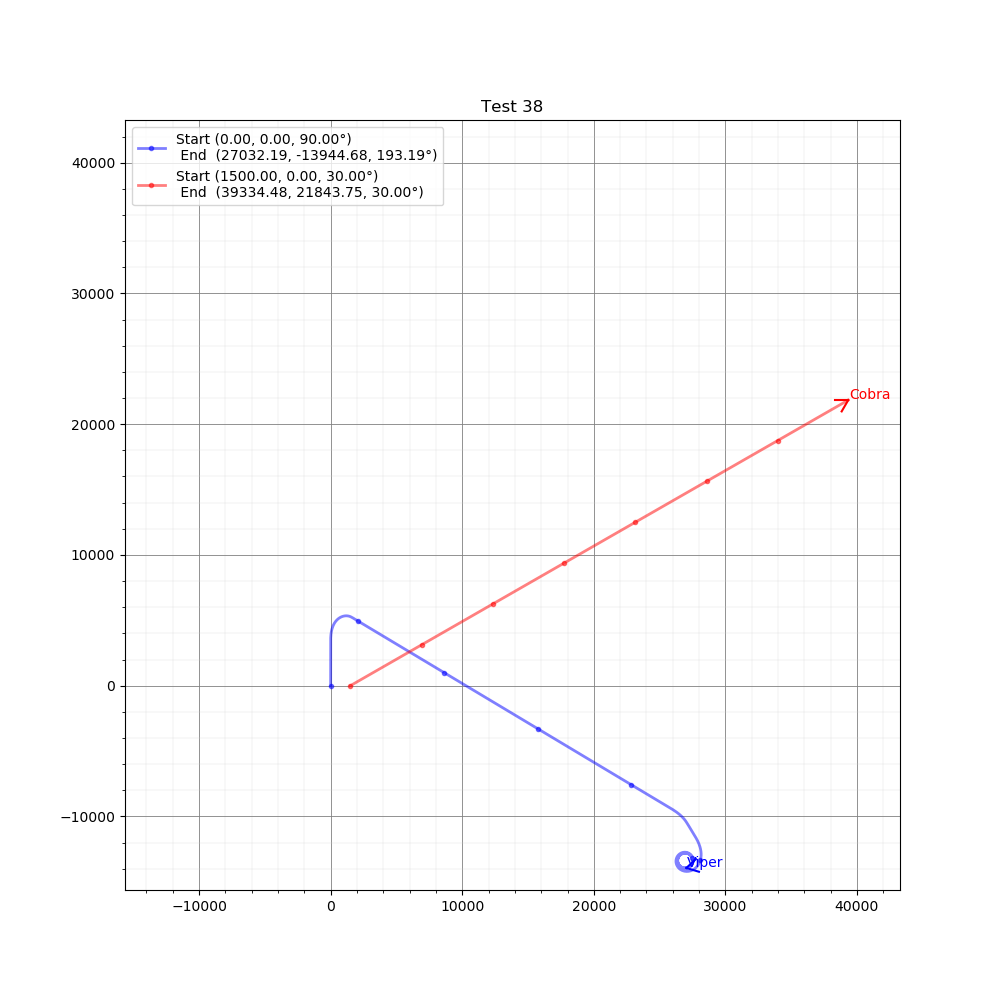 Test 38
Start (0.00, 0.00, 90.00°)
End (27032.19, -13944.68, 193.19°)
Start (1500.00, 0.00, 30.00°)
End (39334.48, 21843.75, 30.00°)
40000
30000
20000
10000
0
−10000
Cobra
Viper
−10000 0 10000 20000 30000 40000